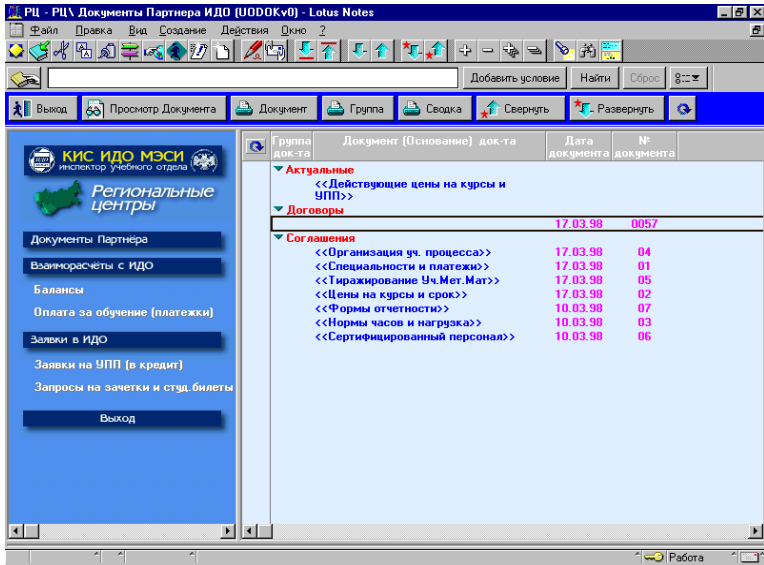 РЦ - РЦ\ Документы Партнера ИДО (UODOKv0) - Lotus Notes
Файл Правка Вид Создание Действия Окно ?
Добавить условие Найти Сброс
Выход Просмотр Документа Документ Группа Сводка Свернуть Развернуть
КИС ИДО МЭСИ
инспектор учебного отдела
Региональные
центры
Документы Партнёра
Взаиморасчёты с ИДО
Балансы
Оплата за обучение (платежки)
Заявки в ИДО
Заявки на УПП (в кредит)
Запросы на зачетки и студ.билеты
Выход
Группа док-та Документ (Основание) док-та Дата документа № документа
Актуальные
<<Действующие цены на курсы и
УПП>>
Договоры
17.03.98 0057
Соглашения
<<Организация уч. процесса>> 17.03.98 04
<<Специальности и платежи>> 17.03.98 01
<<Тиражирование Уч.Мет.Мат>> 17.03.98 05
<<Цены на курсы и срок>> 17.03.98 02
<<Формы отчетности>> 10.03.98 07
<<Нормы часов и нагрузка>> 10.03.98 03
<<Сертифицированный персонал>> 10.03.98 06
Работа